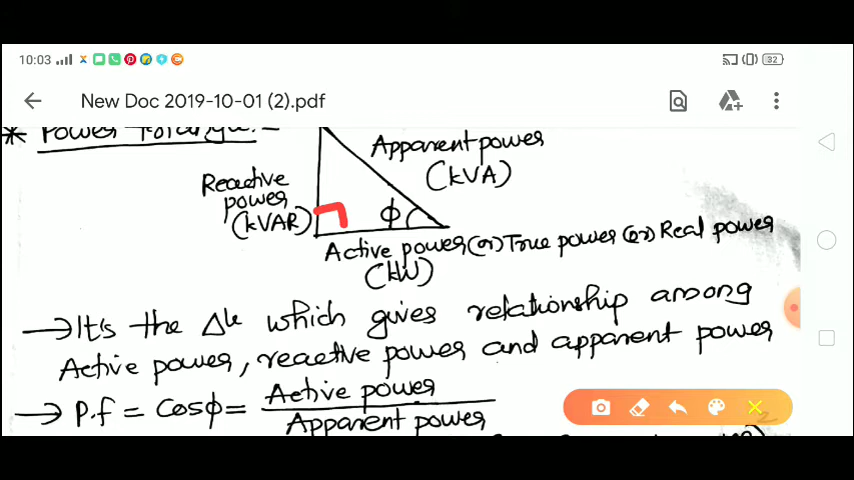 10:03
32
New Doc 2019-10-01 (2).pdf
* Power
Apparent power
(kVA)
Reactive
power
(kVAR)
ϕ
Active power (or) True power (or) Real power
(kW)
→ It's the Δle which gives relationship among
Active power, reactive power and apparent power
→ P.f = Cosϕ = Active power
Apparent power